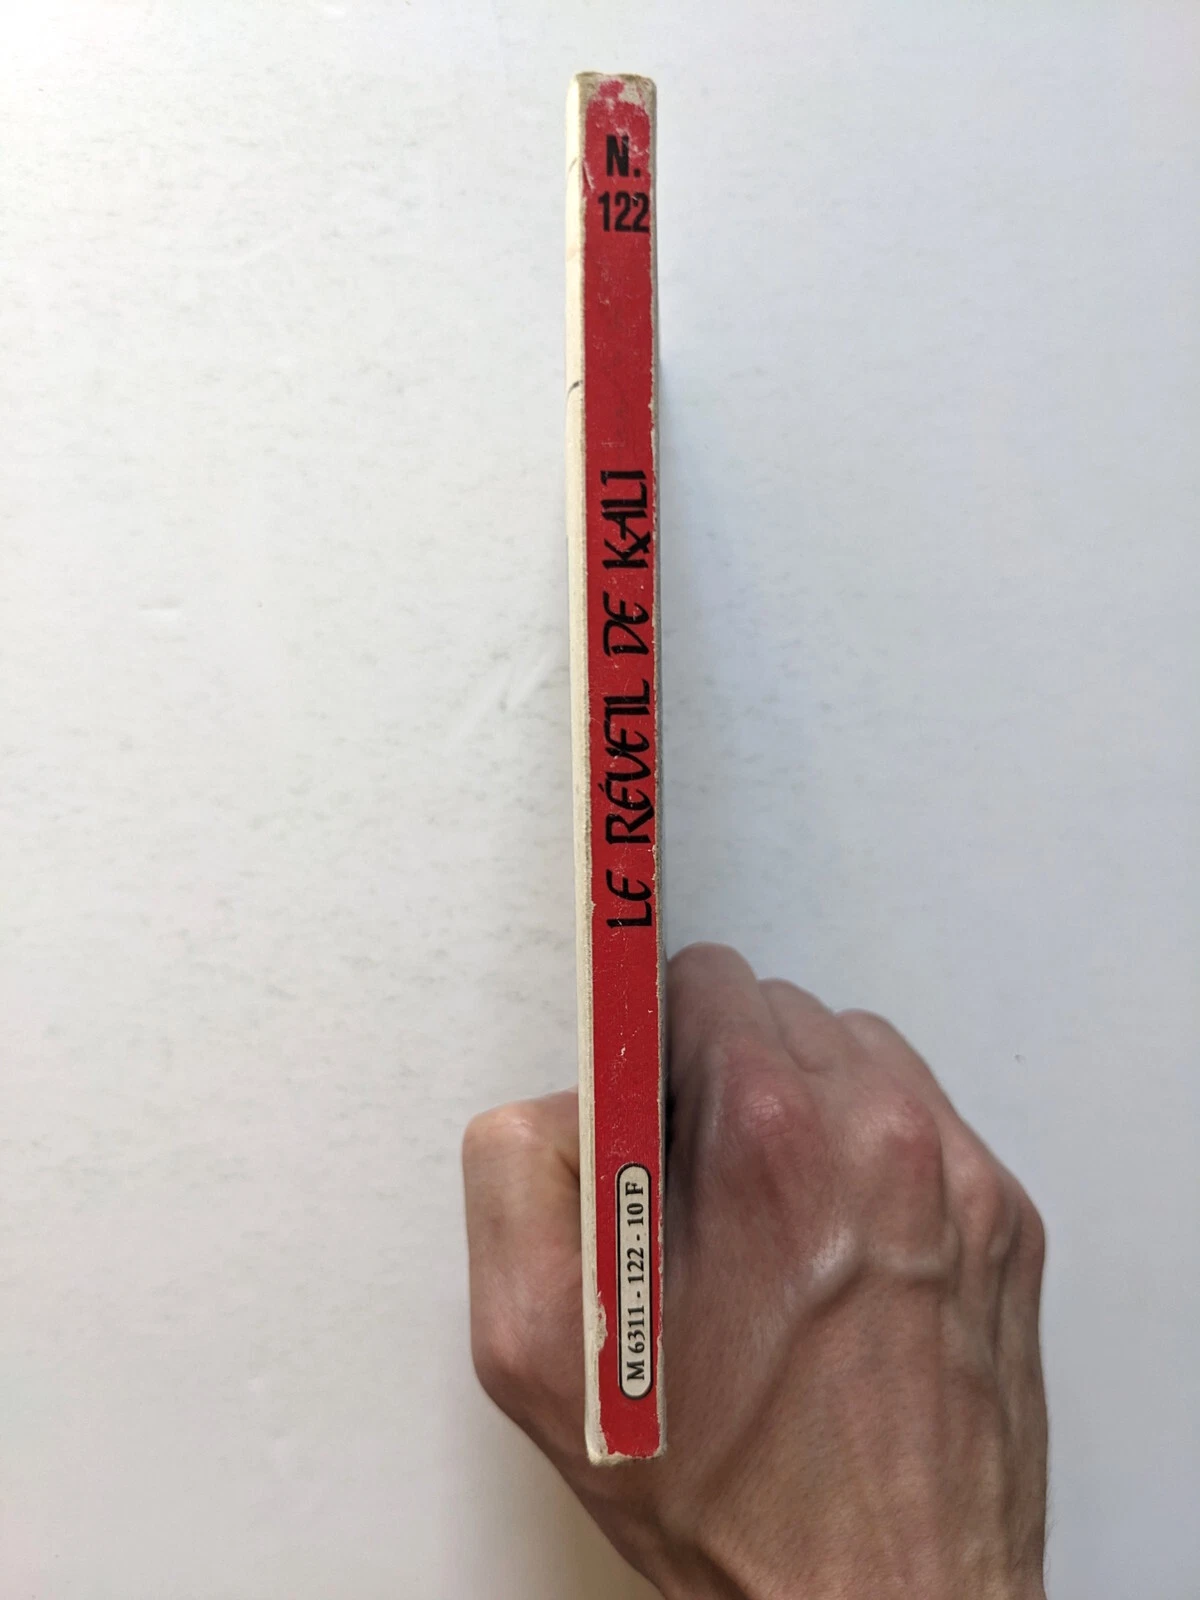 N.
122
LE RÉVEIL DE KALI
M 6311 - 122 - 10 F